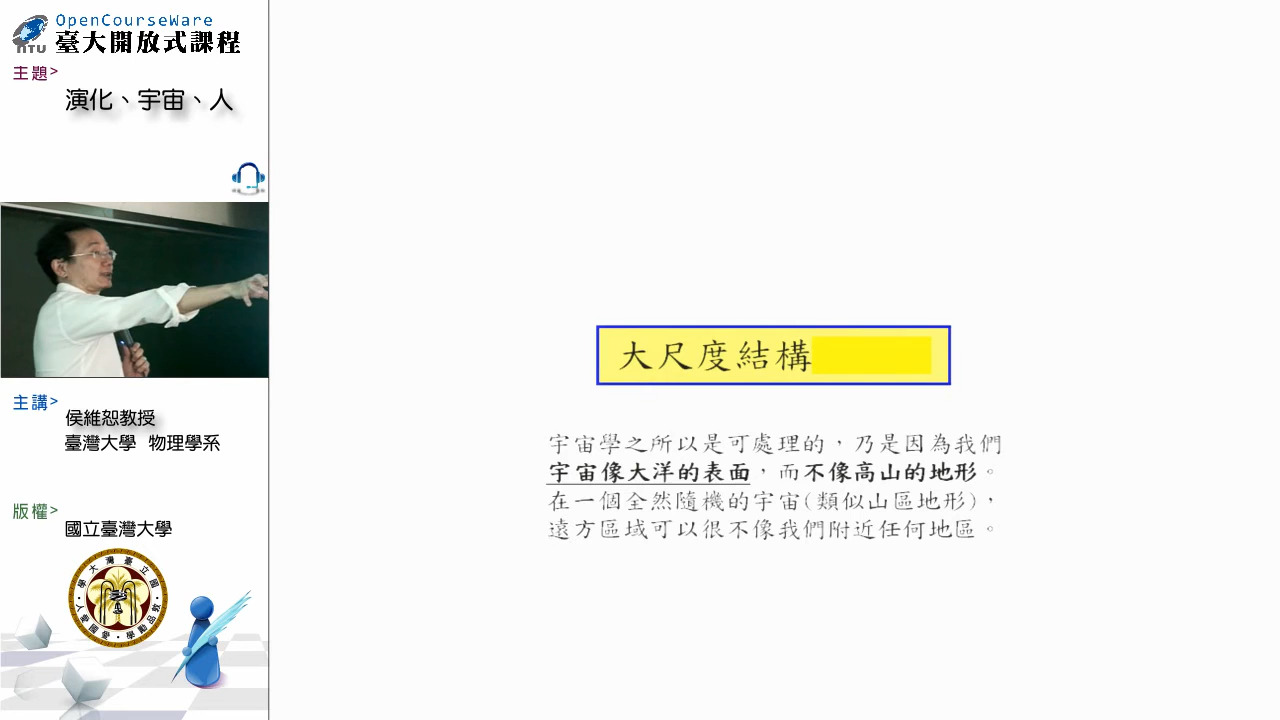 OpenCourseWare
NTU
臺大開放式課程
主題>
演化、宇宙、人
主講>
侯維恕教授
臺灣大學 物理學系
版權>
國立臺灣大學
大尺度結構
宇宙學之所以是可處理的，乃是因為我們
宇宙像大洋的表面，而不像高山的地形。
在一個全然隨機的宇宙(類似山區地形)，
遠方區域可以很不像我們附近任何地區。